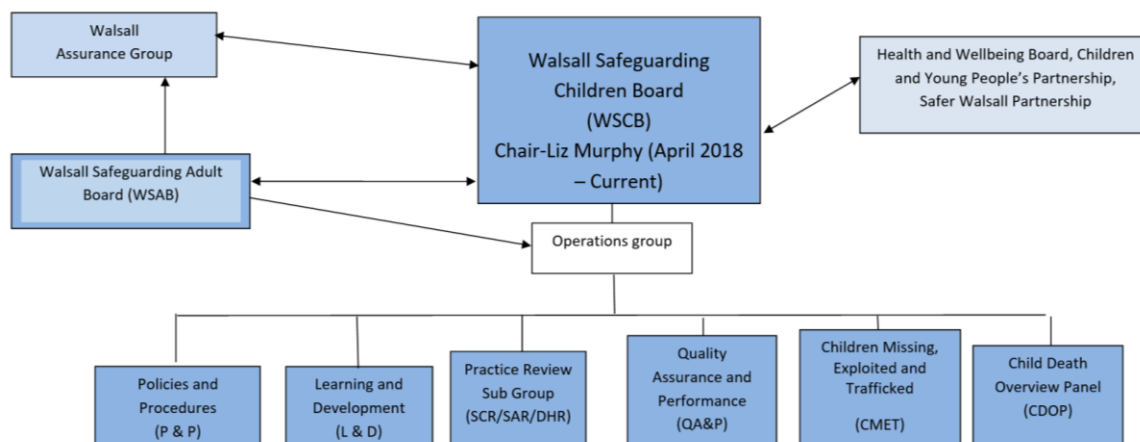 Walsall
Assurance Group
Walsall Safeguarding
Children Board
(WSCB)
Chair-Liz Murphy (April 2018
– Current)
Health and Wellbeing Board, Children
and Young People’s Partnership,
Safer Walsall Partnership
Walsall Safeguarding Adult
Board (WSAB)
Operations group
Policies and
Procedures
(P & P)
Learning and
Development
(L & D)
Practice Review
Sub Group
(SCR/SAR/DHR)
Quality
Assurance and
Performance
(QA&P)
Children Missing,
Exploited and
Trafficked
(CMET)
Child Death
Overview Panel
(CDOP)